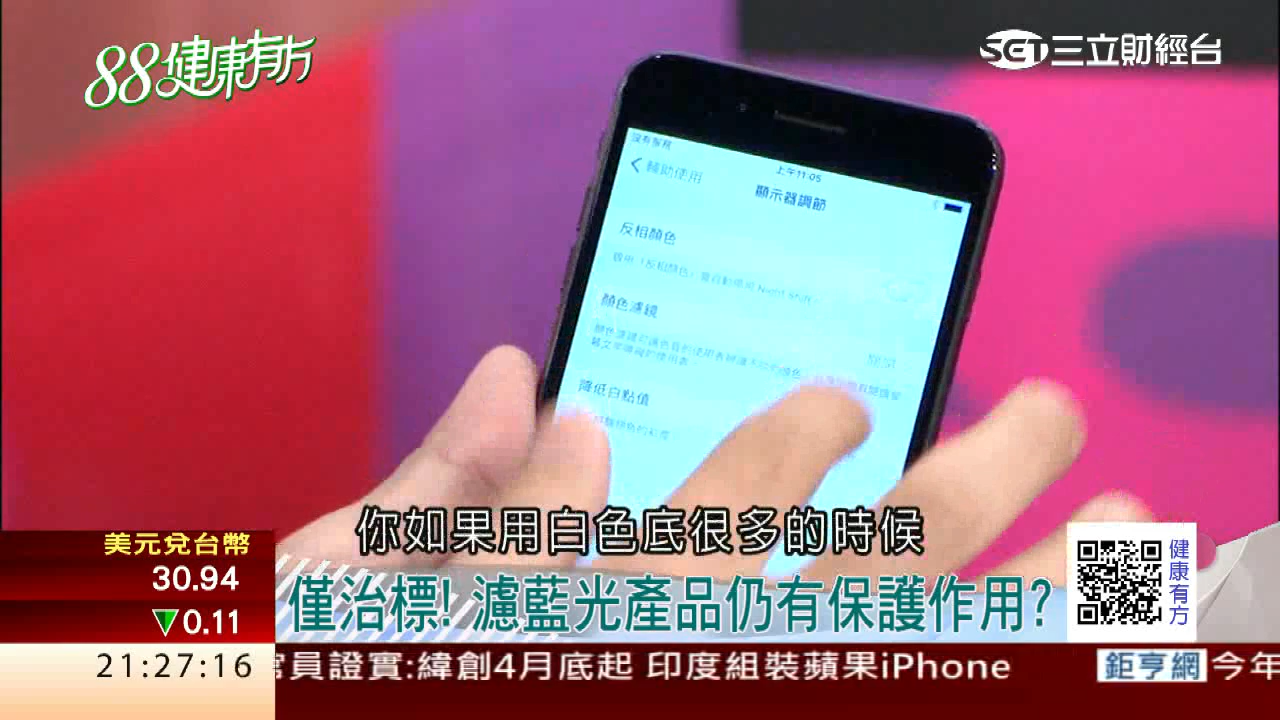 88健康有方
SET三立財經台
沒有服務
上午11:05
輔助使用
顯示器調節
反相顏色
顏色濾鏡
降低白點值
你如果用白色底很多的時候
美元兌台幣
30.94
▼0.11
僅治標! 濾藍光產品仍有保護作用?
健康有方
21:27:16
官員證實:緯創4月底起 印度組裝蘋果iPhone
鉅亨網 今年